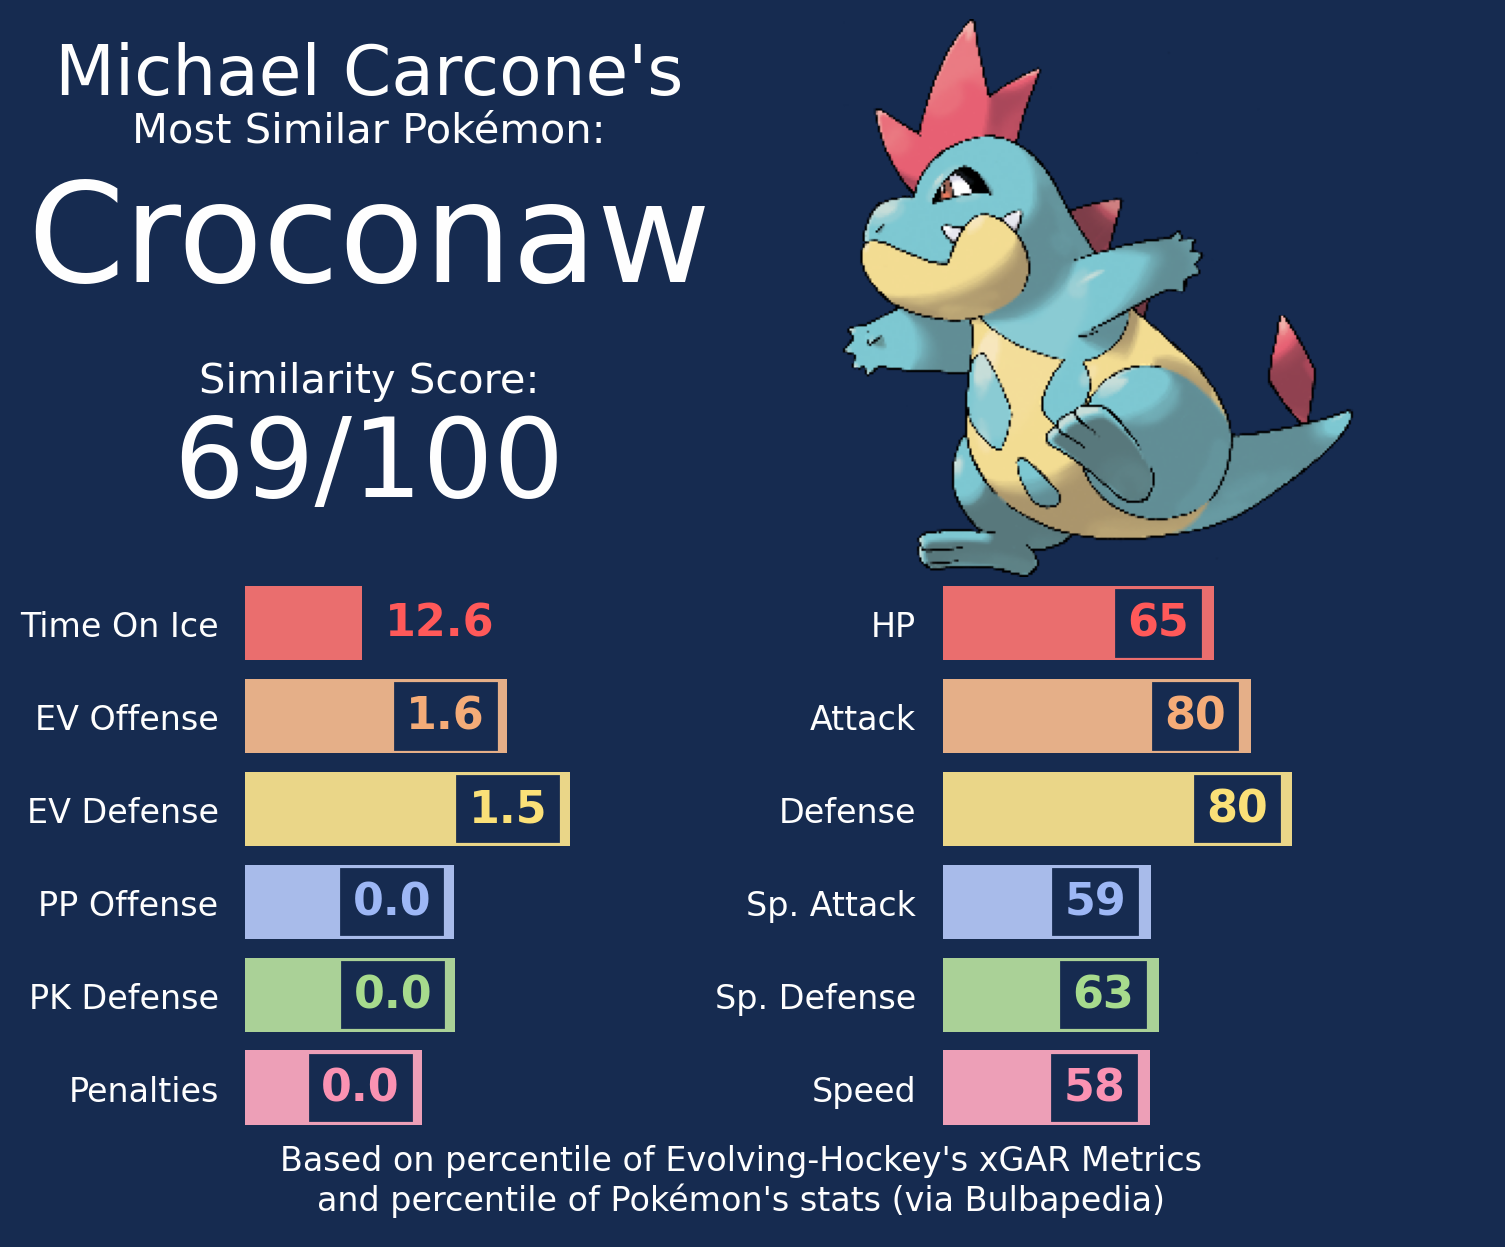 Michael Carcone's
Most Similar Pokémon:
Croconaw
Similarity Score:
69/100
Time On Ice 12.6
EV Offense 1.6
EV Defense 1.5
PP Offense 0.0
PK Defense 0.0
Penalties 0.0
HP 65
Attack 80
Defense 80
Sp. Attack 59
Sp. Defense 63
Speed 58
Based on percentile of Evolving-Hockey's xGAR Metrics
and percentile of Pokémon's stats (via Bulbapedia)